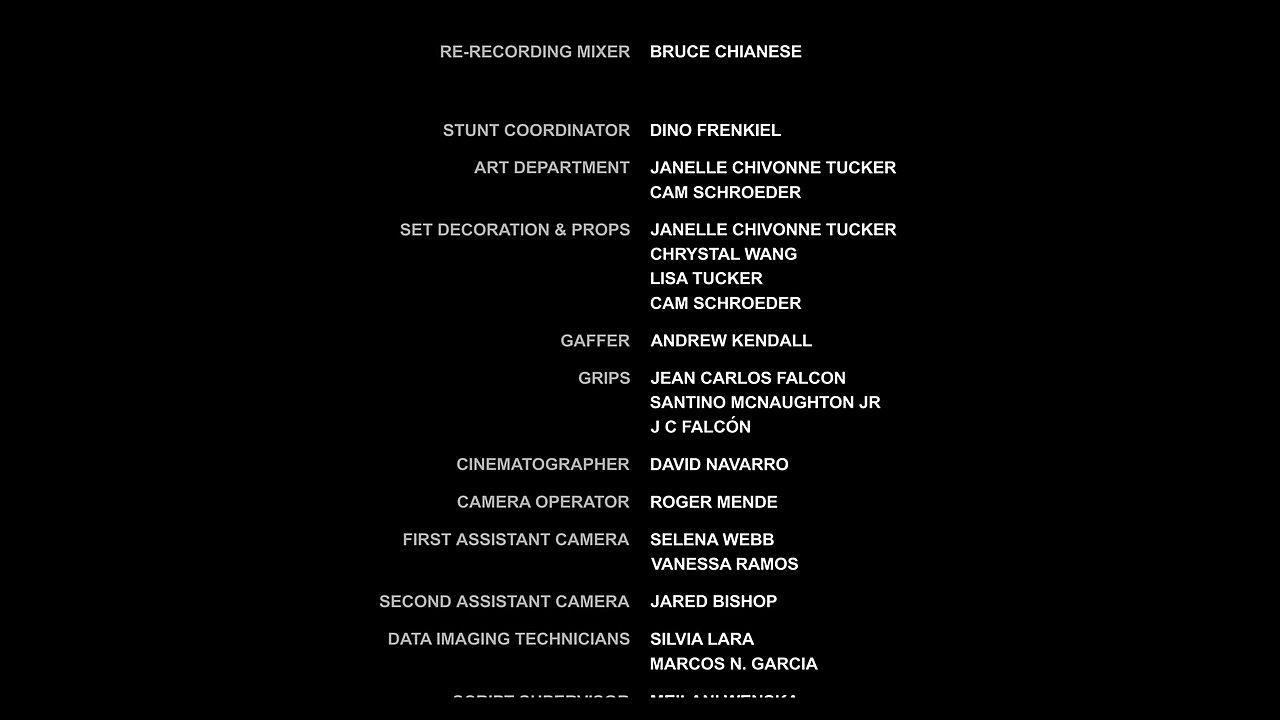 RE-RECORDING MIXER BRUCE CHIANESE
STUNT COORDINATOR DINO FRENKIEL
ART DEPARTMENT JANELLE CHIVONNE TUCKER
CAM SCHROEDER
SET DECORATION & PROPS JANELLE CHIVONNE TUCKER
CHRYSTAL WANG
LISA TUCKER
CAM SCHROEDER
GAFFER ANDREW KENDALL
GRIPS JEAN CARLOS FALCON
SANTINO MCNAUGHTON JR
J C FALCÓN
CINEMATOGRAPHER DAVID NAVARRO
CAMERA OPERATOR ROGER MENDE
FIRST ASSISTANT CAMERA SELENA WEBB
VANESSA RAMOS
SECOND ASSISTANT CAMERA JARED BISHOP
DATA IMAGING TECHNICIANS SILVIA LARA
MARCOS N. GARCIA
SCRIPT SUPERVISOR